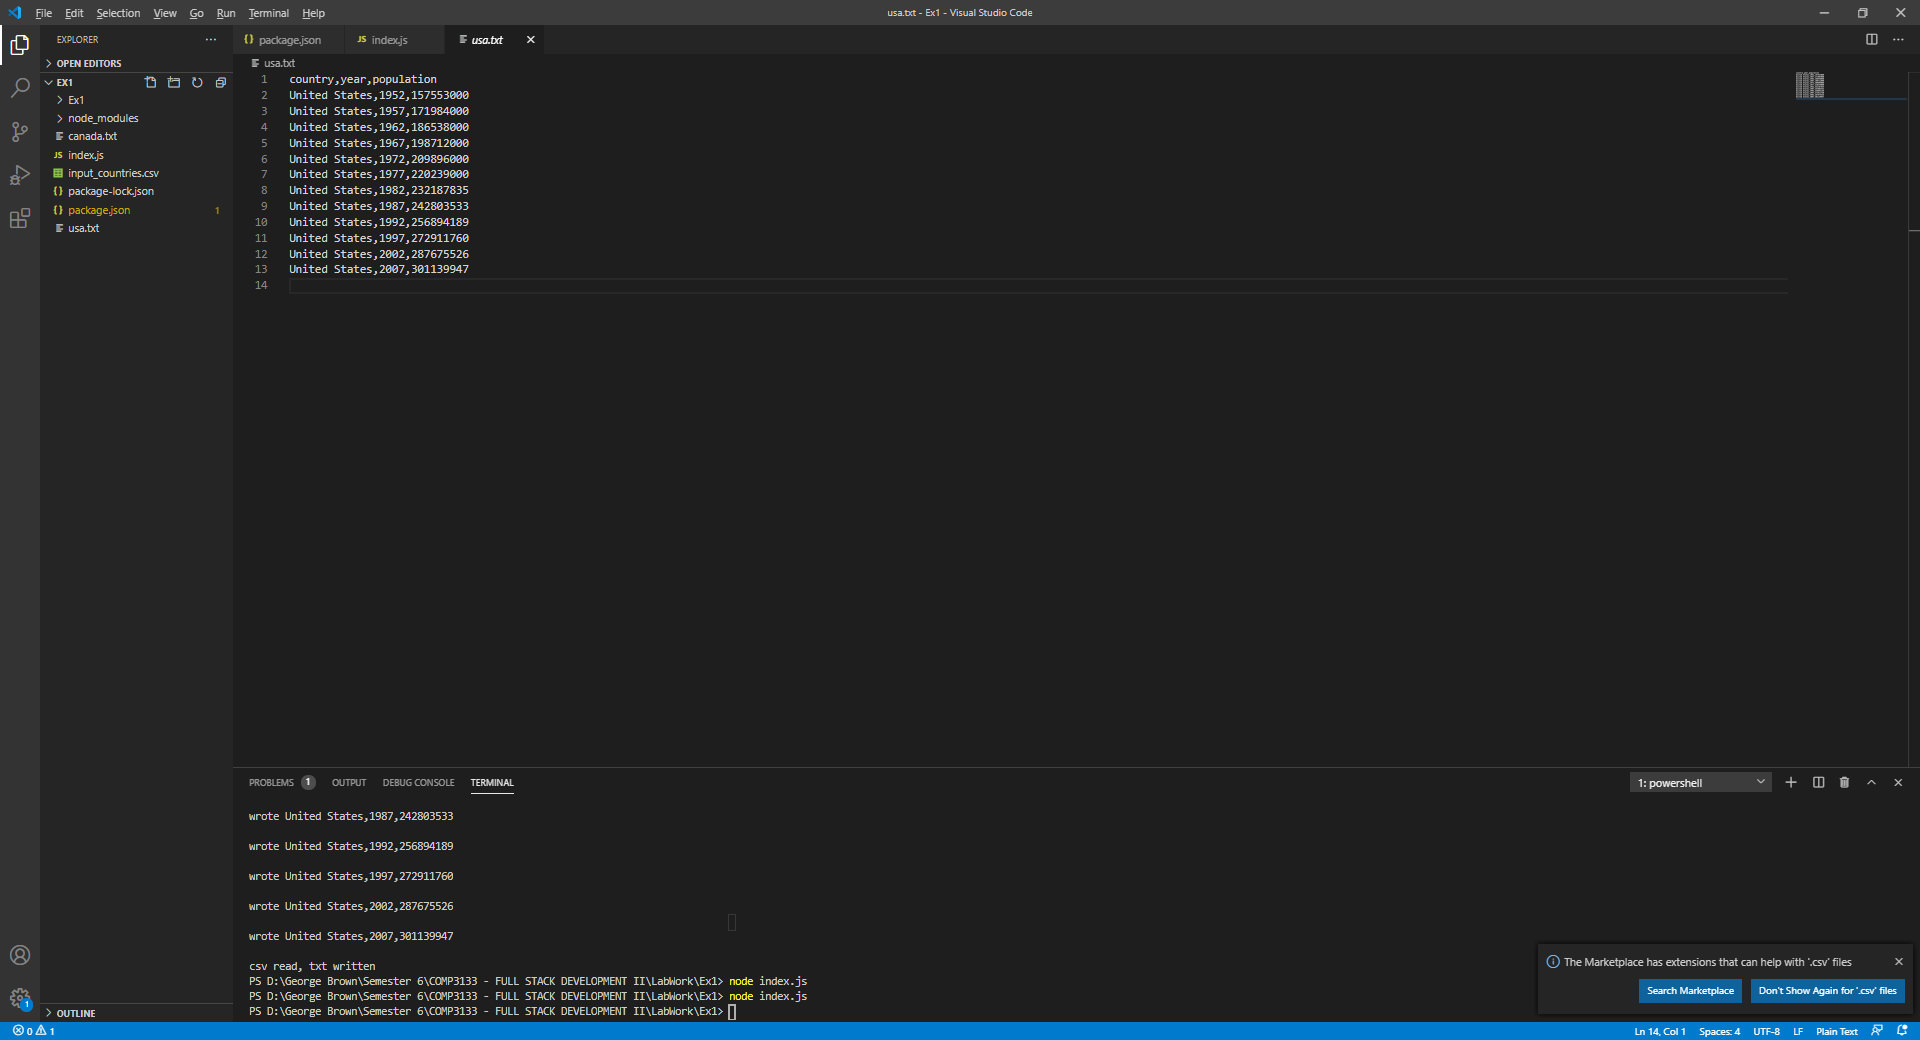 File Edit Selection View Go Run Terminal Help
usa.txt - Ex1 - Visual Studio Code
EXPLORER
OPEN EDITORS
EX1
Ex1
node_modules
canada.txt
JS index.js
input_countries.csv
{} package-lock.json
{} package.json 1
usa.txt
OUTLINE
{} package.json
JS index.js
usa.txt
usa.txt
1 country,year,population
2 United States,1952,157553000
3 United States,1957,171984000
4 United States,1962,186538000
5 United States,1967,198712000
6 United States,1972,209896000
7 United States,1977,220239000
8 United States,1982,232187835
9 United States,1987,242803533
10 United States,1992,256894189
11 United States,1997,272911760
12 United States,2002,287675526
13 United States,2007,301139947
14
PROBLEMS 1 OUTPUT DEBUG CONSOLE TERMINAL
1: powershell
wrote United States,1987,242803533
wrote United States,1992,256894189
wrote United States,1997,272911760
wrote United States,2002,287675526
wrote United States,2007,301139947
csv read, txt written
PS D:\George Brown\Semester 6\COMP3133 - FULL STACK DEVELOPMENT II\LabWork\Ex1> node index.js
PS D:\George Brown\Semester 6\COMP3133 - FULL STACK DEVELOPMENT II\LabWork\Ex1> node index.js
PS D:\George Brown\Semester 6\COMP3133 - FULL STACK DEVELOPMENT II\LabWork\Ex1>
The Marketplace has extensions that can help with '.csv' files
Search Marketplace
Don't Show Again for '.csv' files
1
0 1
Ln 14, Col 1 Spaces: 4 UTF-8 LF Plain Text